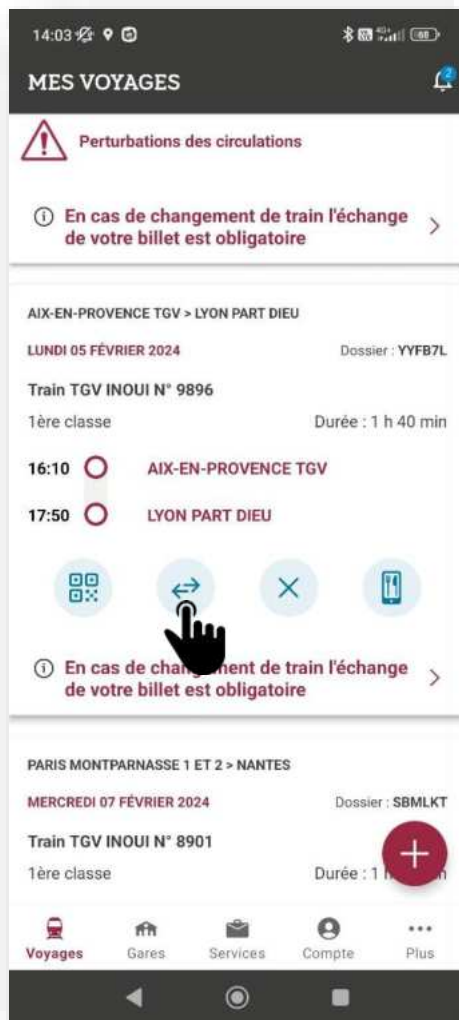 14:03
68
MES VOYAGES
2
Perturbations des circulations
En cas de changement de train l'échange
de votre billet est obligatoire
AIX-EN-PROVENCE TGV > LYON PART DIEU
LUNDI 05 FÉVRIER 2024 Dossier : YYFB7L
Train TGV INOUI N° 9896
1ère classe Durée : 1 h 40 min
16:10 AIX-EN-PROVENCE TGV
17:50 LYON PART DIEU
En cas de changement de train l'échange
de votre billet est obligatoire
PARIS MONTPARNASSE 1 ET 2 > NANTES
MERCREDI 07 FÉVRIER 2024 Dossier : SBMLKT
Train TGV INOUI N° 8901
1ère classe Durée : 1
Voyages Gares Services Compte Plus